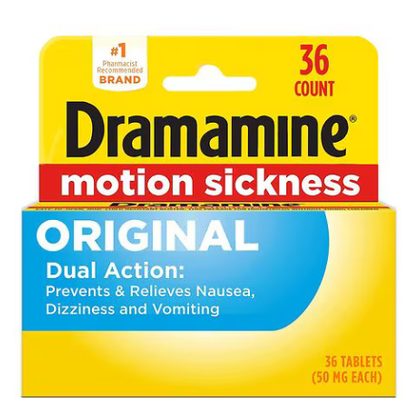 #1
Pharmacist
Recommended
BRAND
36
COUNT
Dramamine®
motion sickness
Dramamine
ORIGINAL
Dual Action:
Prevents & Relieves Nausea,
Dizziness and Vomiting
36 TABLETS
(50 MG EACH)